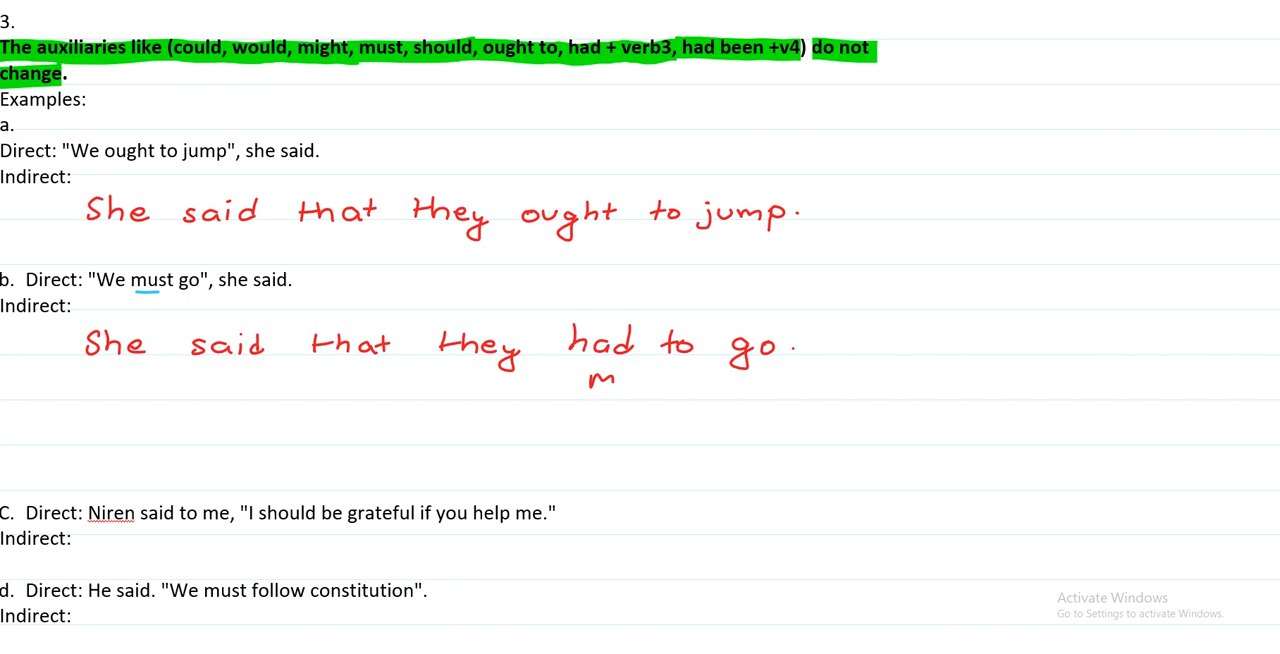 3.
The auxiliaries like (could, would, might, must, should, ought to, had + verb3, had been +v4) do not
change.
Examples:
a.
Direct: "We ought to jump", she said.
Indirect:
She said that they ought to jump.
b. Direct: "We must go", she said.
Indirect:
She said that they had to go.
m
C. Direct: Niren said to me, "I should be grateful if you help me."
Indirect:
d. Direct: He said. "We must follow constitution".
Indirect:
Activate Windows
Go to Settings to activate Windows.